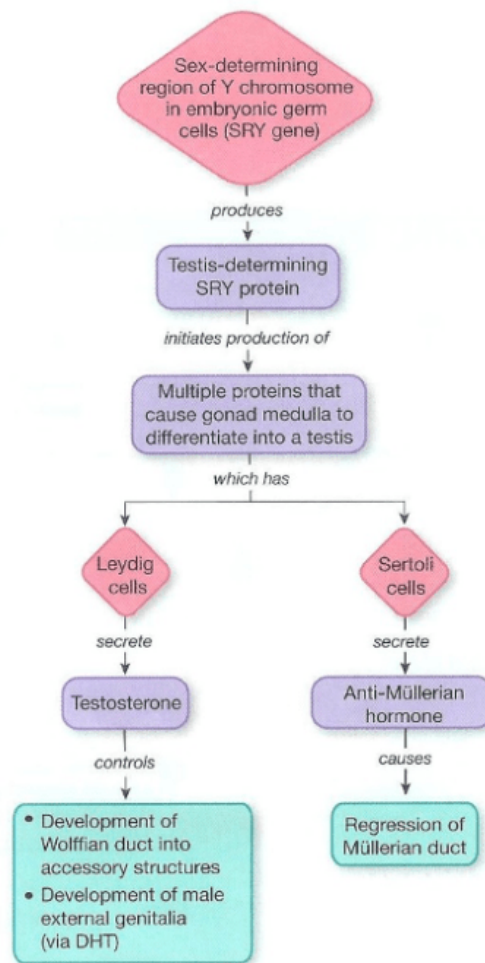 Sex-determining
region of Y chromosome
in embryonic germ
cells (SRY gene)
produces
Testis-determining
SRY protein
initiates production of
Multiple proteins that
cause gonad medulla to
differentiate into a testis
which has
Leydig
cells
secrete
Testosterone
controls
• Development of
Wolffian duct into
accessory structures
• Development of male
external genitalia
(via DHT)
Sertoli
cells
secrete
Anti-Müllerian
hormone
causes
Regression of
Müllerian duct